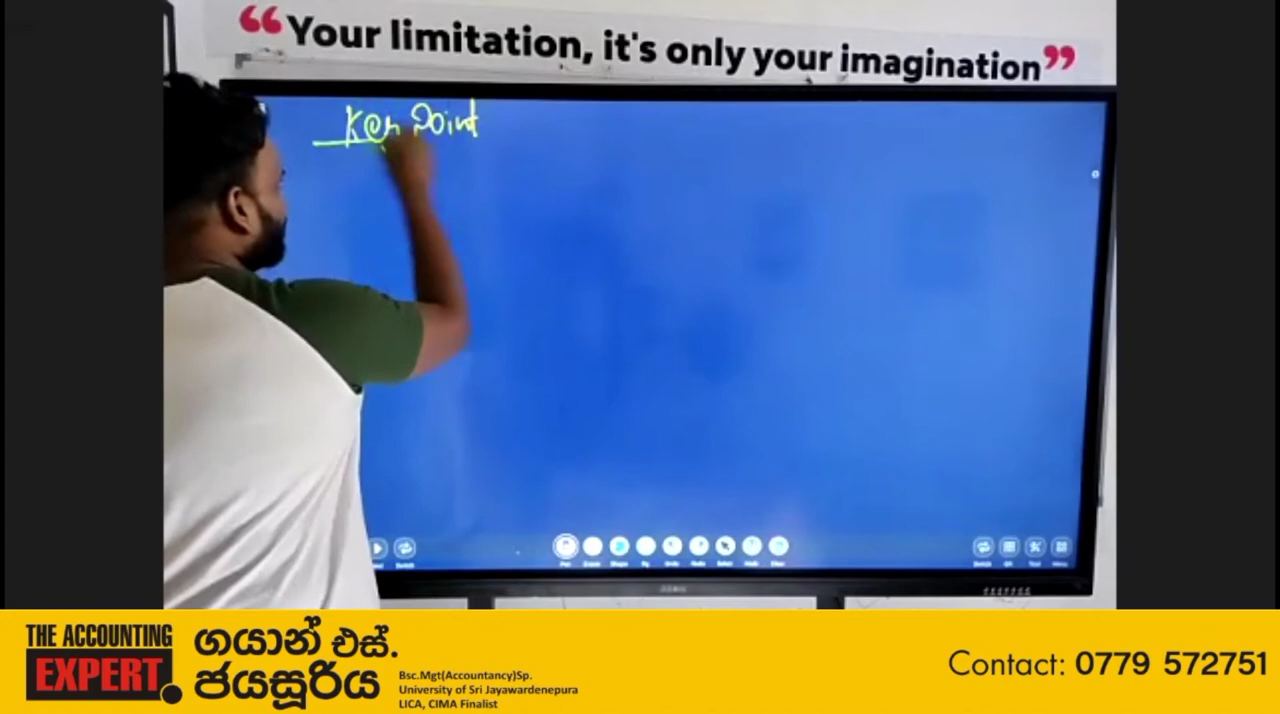 “Your limitation, it's only your imagination”
Key Point
THE ACCOUNTING
EXPERT.
ගයාන් එස්.
ජයසූරිය
Bsc.Mgt(Accountancy)Sp.
University of Sri Jayawardenepura
LICA, CIMA Finalist
Contact: 0779 572751